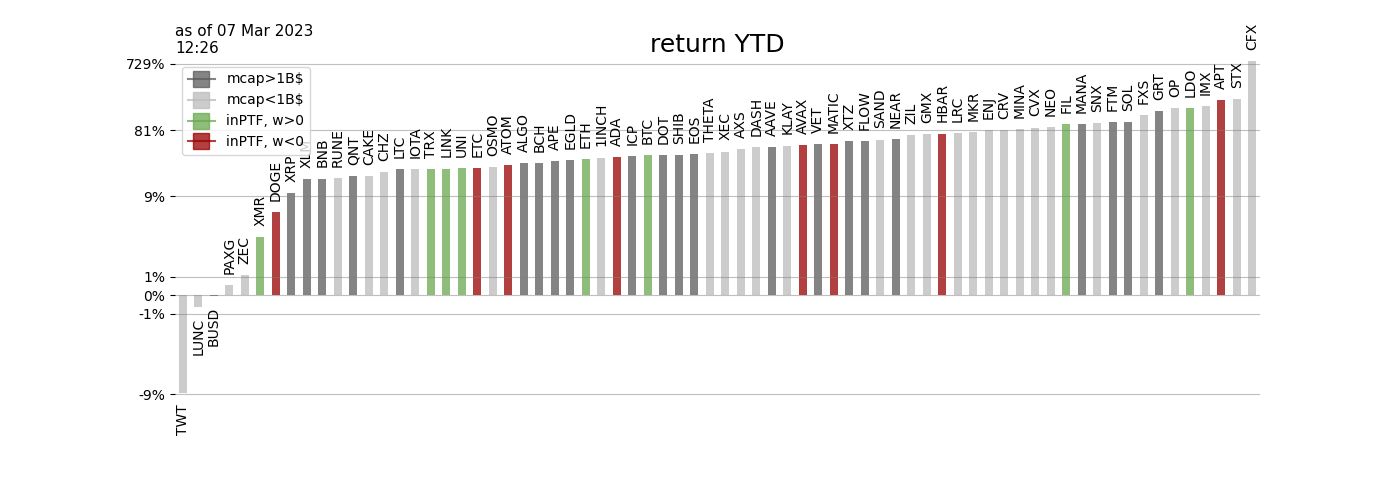 as of 07 Mar 2023
12:26
return YTD
729%
81%
9%
1%
0%
-1%
-9%
mcap>1B$
mcap<1B$
inPTF, w>0
inPTF, w<0
TWT
LUNC
BUSD
PAXG
ZEC
XMR
DOGE
XRP
XLM
BNB
RUNE
QNT
CAKE
CHZ
LTC
IOTA
TRX
LINK
UNI
ETC
OSMO
ATOM
ALGO
BCH
APE
EGLD
ETH
1INCH
ADA
ICP
BTC
DOT
SHIB
EOS
THETA
XEC
AXS
DASH
AAVE
KLAY
AVAX
VET
MATIC
XTZ
FLOW
SAND
NEAR
ZIL
GMX
HBAR
LRC
MKR
ENJ
CRV
MINA
CVX
NEO
FIL
MANA
SNX
FTM
SOL
FXS
GRT
OP
LDO
IMX
APT
STX
CFX